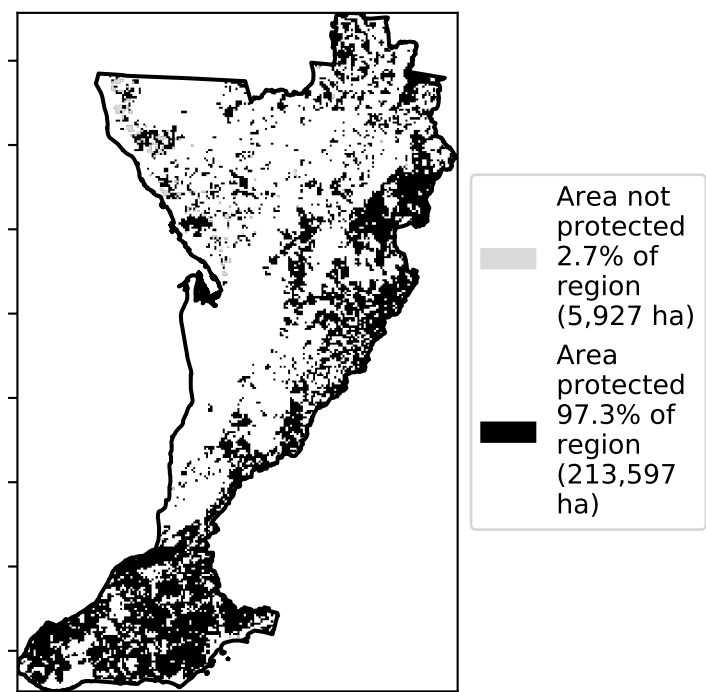 Area not
protected
2.7% of
region
(5,927 ha)
Area
protected
97.3% of
region
(213,597
ha)